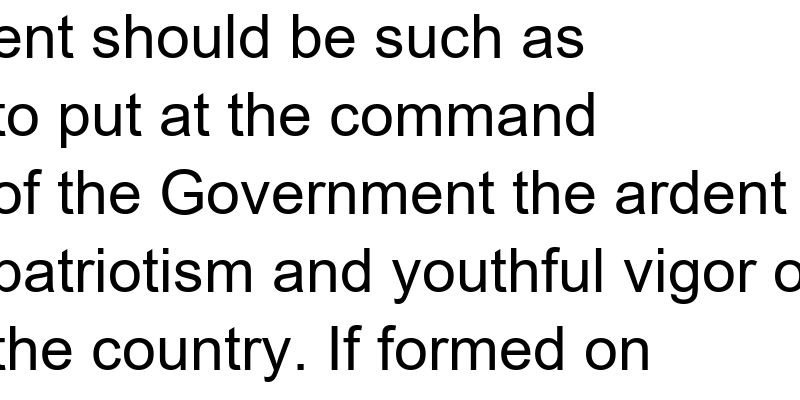 ent should be such as
to put at the command
of the Government the ardent
patriotism and youthful vigor o
the country. If formed on